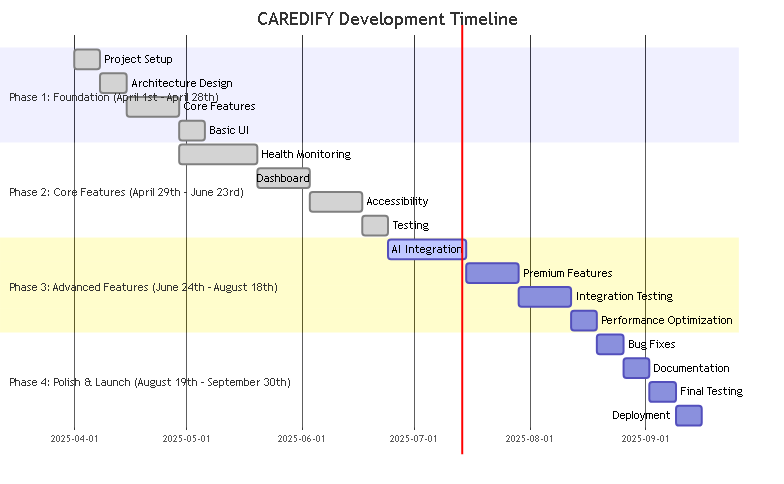 CAREDIFY Development Timeline
Project Setup
Architecture Design
Phase 1: Foundation (April 1st - April 28th)
Core Features
Basic UI
Health Monitoring
Dashboard
Phase 2: Core Features (April 29th - June 23rd)
Accessibility
Testing
AI Integration
Premium Features
Phase 3: Advanced Features (June 24th - August 18th)
Integration Testing
Performance Optimization
Bug Fixes
Documentation
Phase 4: Polish & Launch (August 19th - September 30th)
Final Testing
Deployment
2025-04-01 2025-05-01 2025-06-01 2025-07-01 2025-08-01 2025-09-01